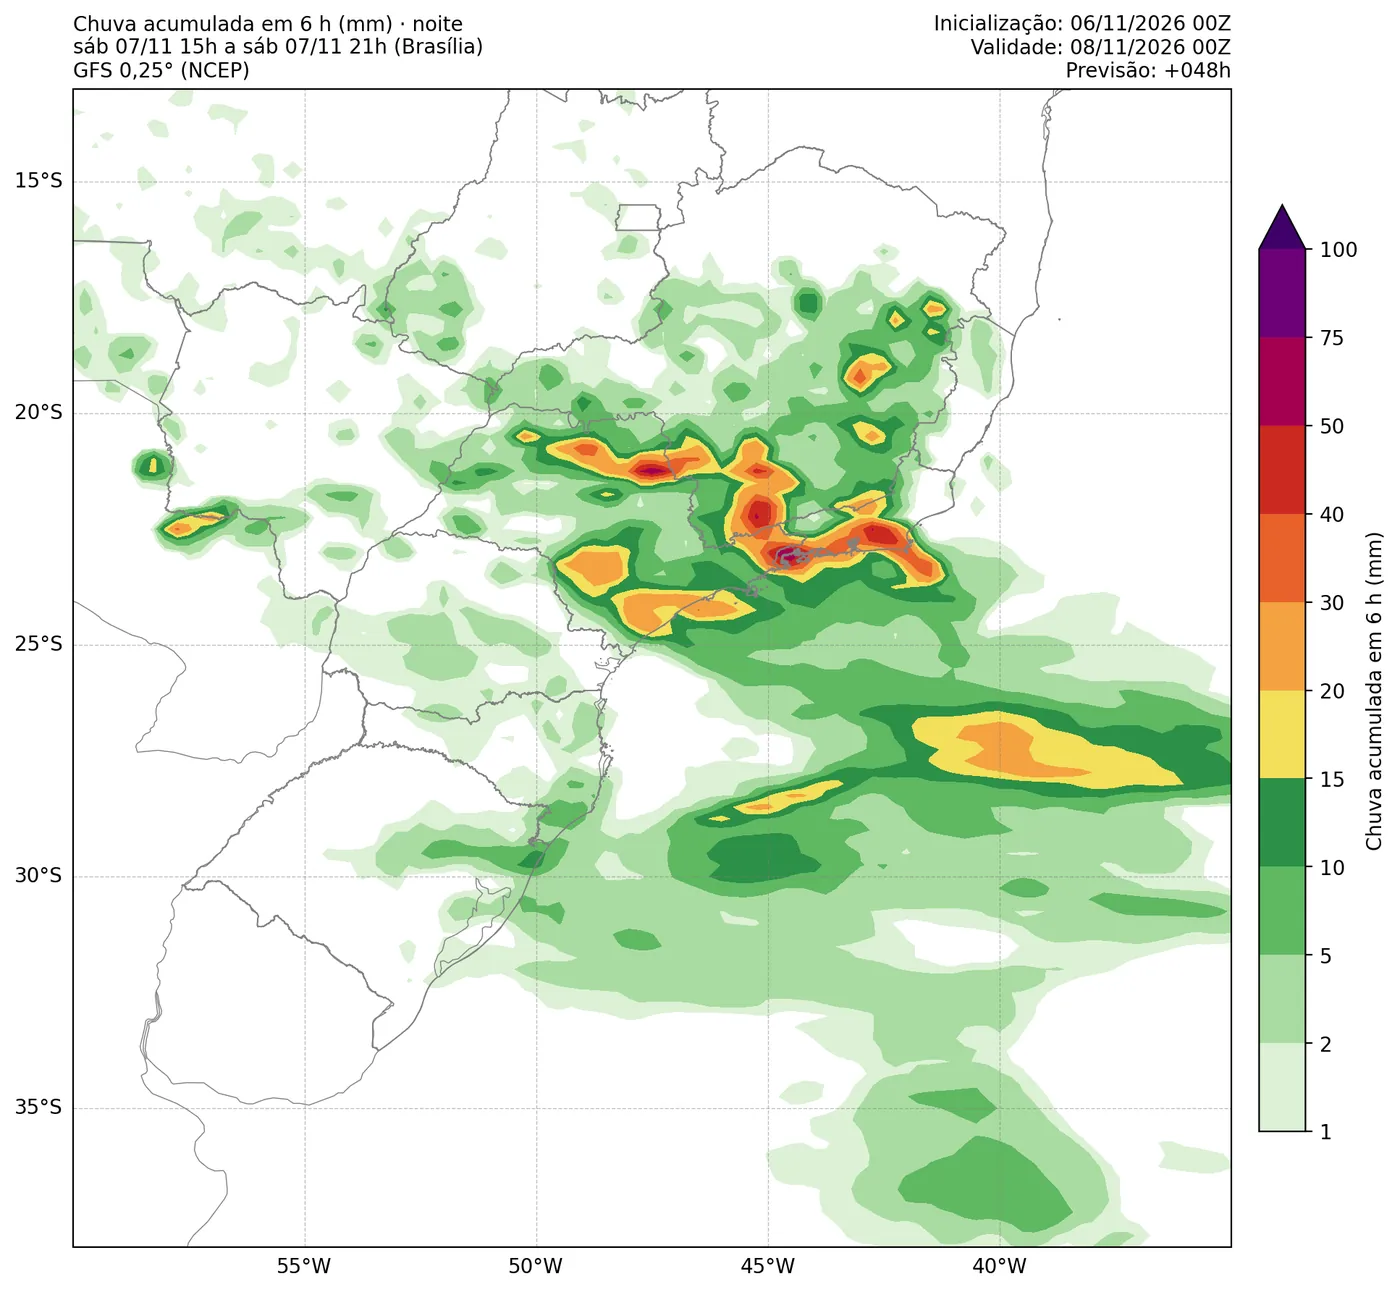 Chuva acumulada em 6 h (mm) · noite
sáb 07/11 15h a sáb 07/11 21h (Brasília)
GFS 0,25° (NCEP)
Inicialização: 06/11/2026 00Z
Validade: 08/11/2026 00Z
Previsão: +048h
15°S
20°S
25°S
30°S
35°S
55°W
50°W
45°W
40°W
100
75
50
40
30
20
15
10
5
2
1
Chuva acumulada em 6 h (mm)